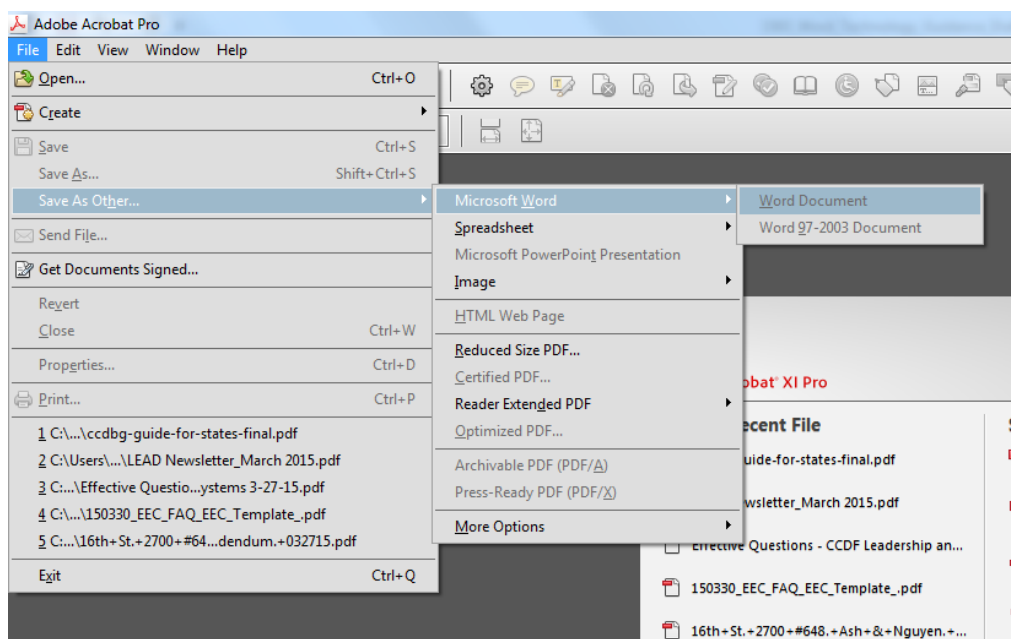 Adobe Acrobat Pro
File Edit View Window Help
Open... Ctrl+O
Create
Save Ctrl+S
Save As... Shift+Ctrl+S
Save As Other...
Send File...
Get Documents Signed...
Revert
Close Ctrl+W
Properties... Ctrl+D
Print... Ctrl+P
1 C:\...\ccdbg-guide-for-states-final.pdf
2 C:\Users\...\LEAD Newsletter_March 2015.pdf
3 C:...\Effective Questio...ystems 3-27-15.pdf
4 C:\...\150330_EEC_FAQ_EEC_Template_.pdf
5 C:...\16th+St.+2700+#64...dendum.+032715.pdf
Exit Ctrl+Q
Microsoft Word
Spreadsheet
Microsoft PowerPoint Presentation
Image
HTML Web Page
Reduced Size PDF...
Certified PDF...
Reader Extended PDF
Optimized PDF...
Archivable PDF (PDF/A)
Press-Ready PDF (PDF/X)
More Options
Word Document
Word 97-2003 Document
obat® XI Pro
ecent File
uide-for-states-final.pdf
wsletter_March 2015.pdf
Effective Questions - CCDF Leadership an...
150330_EEC_FAQ_EEC_Template_.pdf
16th+St.+2700+#648.+Ash+&+Nguyen.+...